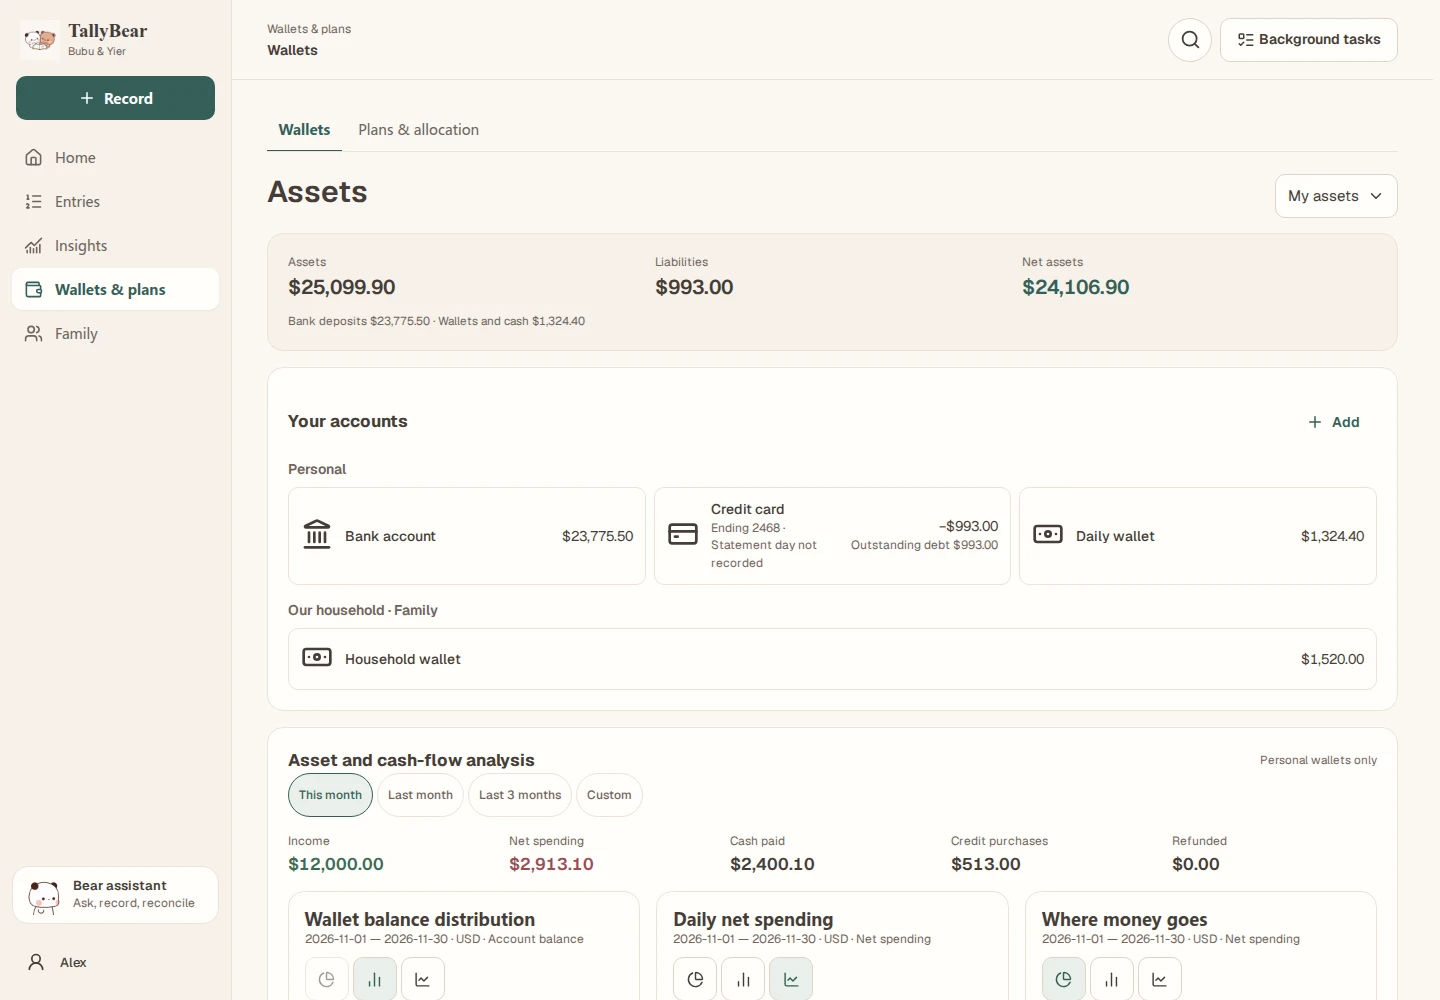 TallyBear
Bubu & Yier
Record
Home
Entries
Insights
Wallets & plans
Family
Bear assistant
Ask, record, reconcile
Alex
Wallets & plans
Wallets
Background tasks
Wallets
Plans & allocation
Assets
My assets
Assets
$25,099.90
Bank deposits $23,775.50 · Wallets and cash $1,324.40
Liabilities
$993.00
Net assets
$24,106.90
Your accounts
Add
Personal
Bank account
$23,775.50
Credit card
Ending 2468 ·
Statement day not
recorded
−$993.00
Outstanding debt $993.00
Daily wallet
$1,324.40
Our household · Family
Household wallet
$1,520.00
Asset and cash-flow analysis
Personal wallets only
This month
Last month
Last 3 months
Custom
Income
$12,000.00
Net spending
$2,913.10
Cash paid
$2,400.10
Credit purchases
$513.00
Refunded
$0.00
Wallet balance distribution
2026-11-01 — 2026-11-30 · USD · Account balance
Daily net spending
2026-11-01 — 2026-11-30 · USD · Net spending
Where money goes
2026-11-01 — 2026-11-30 · USD · Net spending